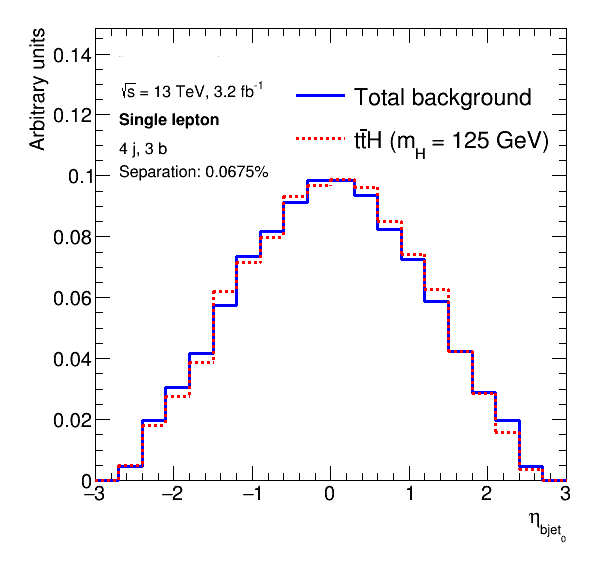 Arbitrary units
0.14
0.12
0.1
0.08
0.06
0.04
0.02
0
√s = 13 TeV, 3.2 fb⁻¹
Single lepton
4 j, 3 b
Separation: 0.0675%
Total background
tt̄H (m_H = 125 GeV)
−3 −2 −1 0 1 2 3
η_bjet_0